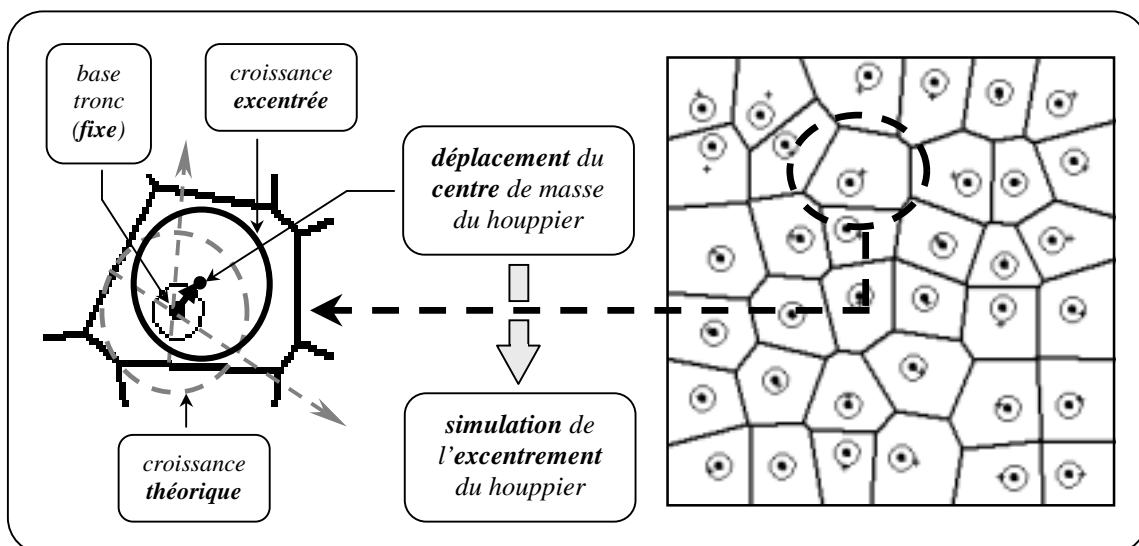 base
tronc
(fixe)
croissance
excentrée
déplacement du
centre de masse
du houppier
simulation de
l'excentrement
du houppier
croissance
théorique